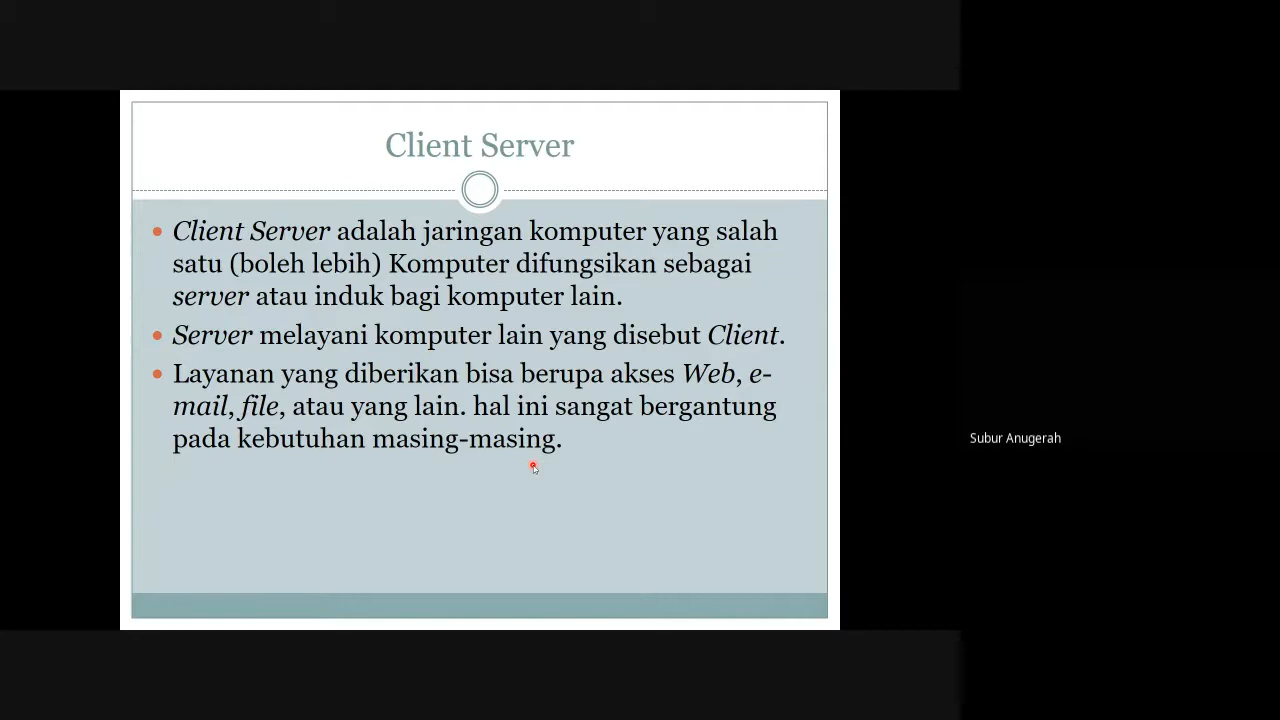 Client Server
Client Server adalah jaringan komputer yang salah
satu (boleh lebih) Komputer difungsikan sebagai
server atau induk bagi komputer lain.
Server melayani komputer lain yang disebut Client.
Layanan yang diberikan bisa berupa akses Web, e-
mail, file, atau yang lain. hal ini sangat bergantung
pada kebutuhan masing-masing.
Subur Anugerah